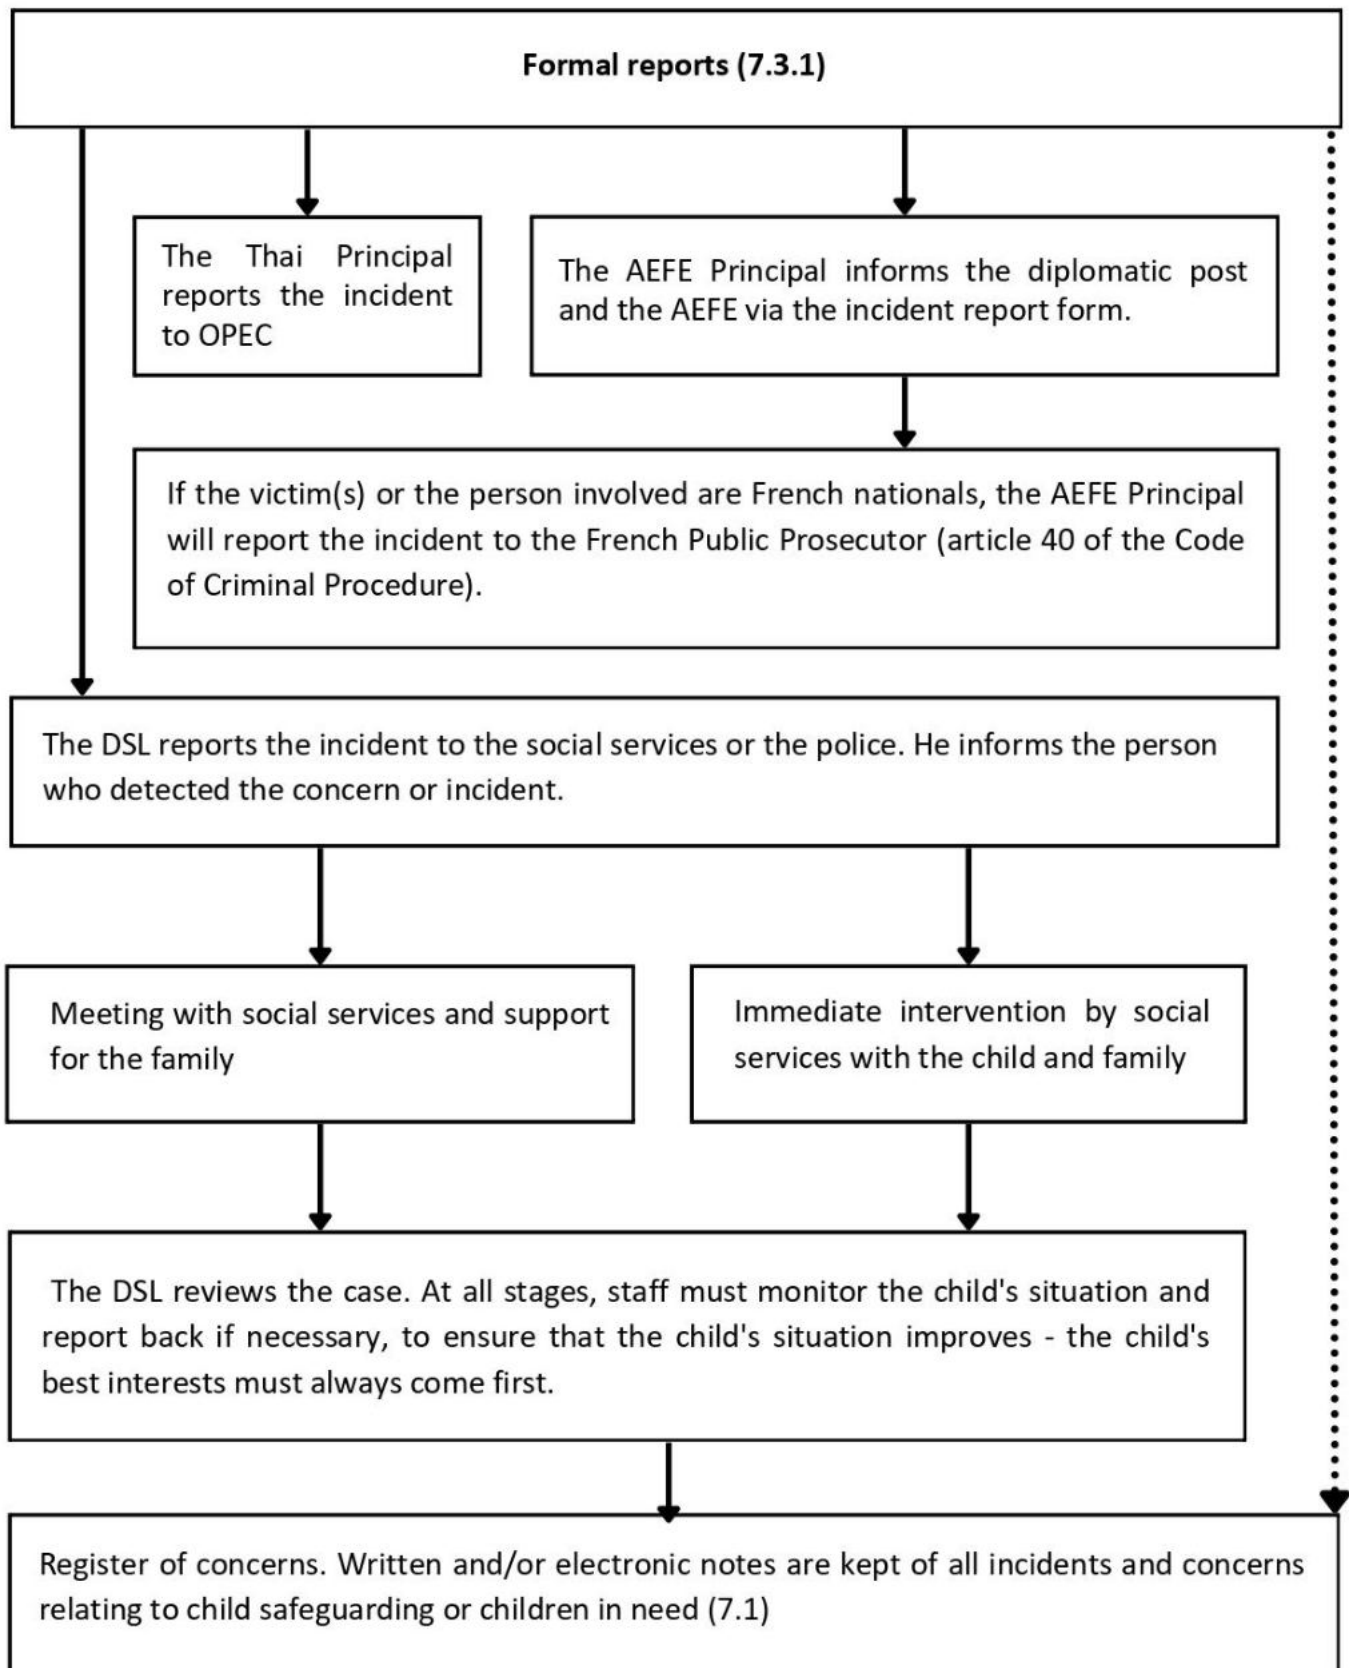 Formal reports (7.3.1)
The Thai Principal
reports the incident
to OPEC
The AEFE Principal informs the diplomatic post
and the AEFE via the incident report form.
If the victim(s) or the person involved are French nationals, the AEFE Principal
will report the incident to the French Public Prosecutor (article 40 of the Code
of Criminal Procedure).
The DSL reports the incident to the social services or the police. He informs the person
who detected the concern or incident.
Meeting with social services and support
for the family
Immediate intervention by social
services with the child and family
The DSL reviews the case. At all stages, staff must monitor the child's situation and
report back if necessary, to ensure that the child's situation improves - the child's
best interests must always come first.
Register of concerns. Written and/or electronic notes are kept of all incidents and concerns
relating to child safeguarding or children in need (7.1)